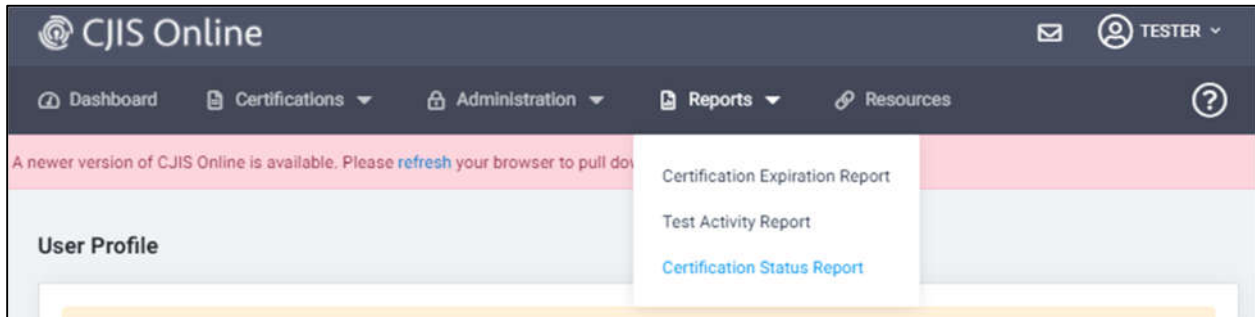 CJIS Online
TESTER
Dashboard
Certifications
Administration
Reports
Resources
?
A newer version of CJIS Online is available. Please refresh your browser to pull
Certification Expiration Report
Test Activity Report
Certification Status Report
User Profile